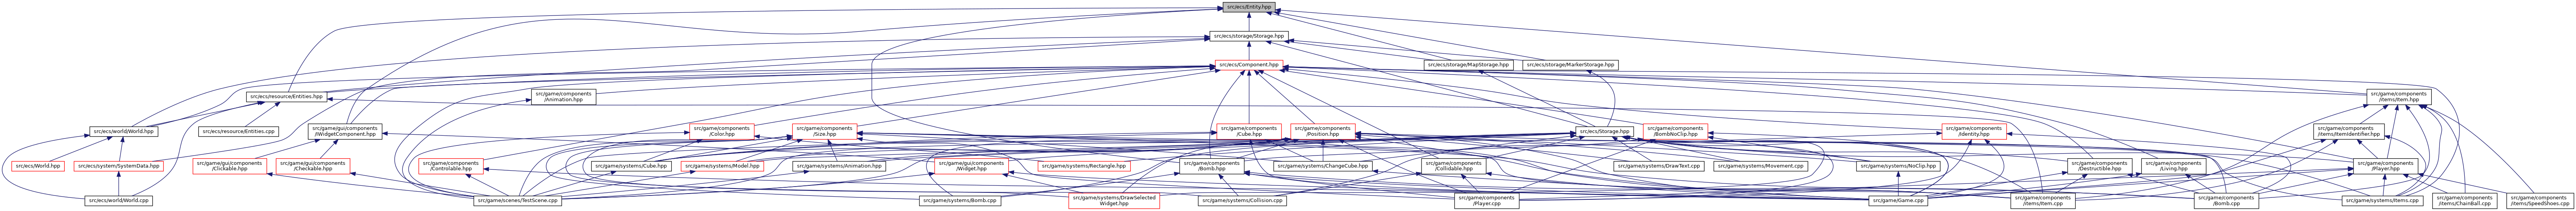 src/ecs/Entity.hpp
src/ecs/storage/Storage.hpp
src/ecs/Component.hpp
src/ecs/storage/MapStorage.hpp
src/ecs/storage/MarkerStorage.hpp
src/ecs/resource/Entities.hpp
src/game/components
/Animation.hpp
src/game/components
/items/Item.hpp
src/ecs/world/World.hpp
src/ecs/resource/Entities.cpp
src/game/gui/components
/IWidgetComponent.hpp
src/game/components
/Color.hpp
src/game/components
/Size.hpp
src/game/components
/Cube.hpp
src/game/components
/Position.hpp
src/ecs/Storage.hpp
src/game/components
/BombNoClip.hpp
src/game/components
/Identity.hpp
src/game/components
/items/ItemIdentifier.hpp
src/ecs/World.hpp
src/ecs/system/SystemData.hpp
src/game/gui/components
/Clickable.hpp
src/game/gui/components
/Checkable.hpp
src/game/components
/Controlable.hpp
src/game/systems/Cube.hpp
src/game/systems/Model.hpp
src/game/systems/Animation.hpp
src/game/gui/components
/Widget.hpp
src/game/systems/Rectangle.hpp
src/game/components
/Bomb.hpp
src/game/systems/ChangeCube.hpp
src/game/components
/Collidable.hpp
src/game/systems/DrawText.cpp
src/game/systems/Movement.cpp
src/game/systems/NoClip.hpp
src/game/components
/Destructible.hpp
src/game/components
/Living.hpp
src/game/components
/Player.hpp
src/ecs/world/World.cpp
src/game/scenes/TestScene.cpp
src/game/systems/Bomb.cpp
src/game/systems/DrawSelected
Widget.hpp
src/game/systems/Collision.cpp
src/game/components
/Player.cpp
src/game/Game.cpp
src/game/components
/items/Item.cpp
src/game/components
/Bomb.cpp
src/game/systems/Items.cpp
src/game/components
/items/ChainBall.cpp
src/game/components
/items/SpeedShoes.cpp